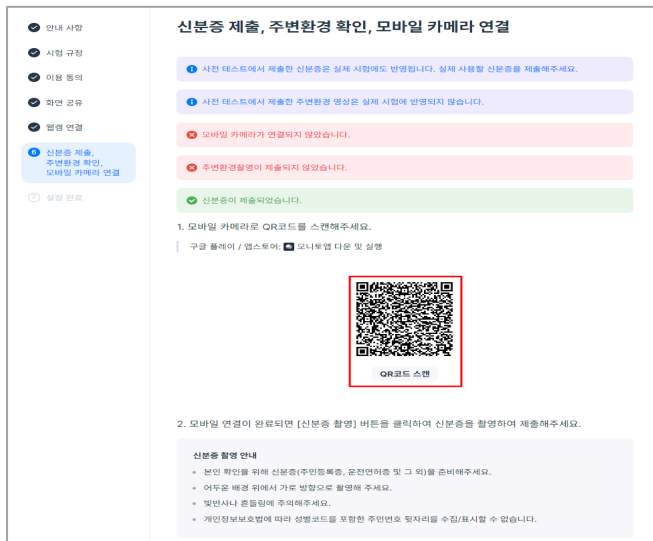 안내 사항
시험 규정
이용 동의
화면 공유
웹캠 연결
6 신분증 제출,
주변환경 확인,
모바일 카메라 연결
7 설정 완료
신분증 제출, 주변환경 확인, 모바일 카메라 연결
사전 테스트에서 제출한 신분증은 실제 시험에도 반영됩니다. 실제 사용할 신분증을 제출해주세요.
사전 테스트에서 제출한 주변환경 영상은 실제 시험에 반영되지 않습니다.
모바일 카메라가 연결되지 않았습니다.
주변환경촬영이 제출되지 않았습니다.
신분증이 제출되었습니다.
1. 모바일 카메라로 QR코드를 스캔해주세요.
구글 플레이 / 앱스토어: 모니토앱 다운 및 실행
QR코드 스캔
2. 모바일 연결이 완료되면 [신분증 촬영] 버튼을 클릭하여 신분증을 촬영하여 제출해주세요.
신분증 촬영 안내
• 본인 확인을 위해 신분증(주민등록증, 운전면허증 및 그 외)을 준비해주세요.
• 어두운 배경 위에서 가로 방향으로 촬영해 주세요.
• 빛반사나 흔들림에 주의해주세요.
• 개인정보보호법에 따라 성별코드를 포함한 주민번호 뒷자리를 수집/표시할 수 없습니다.